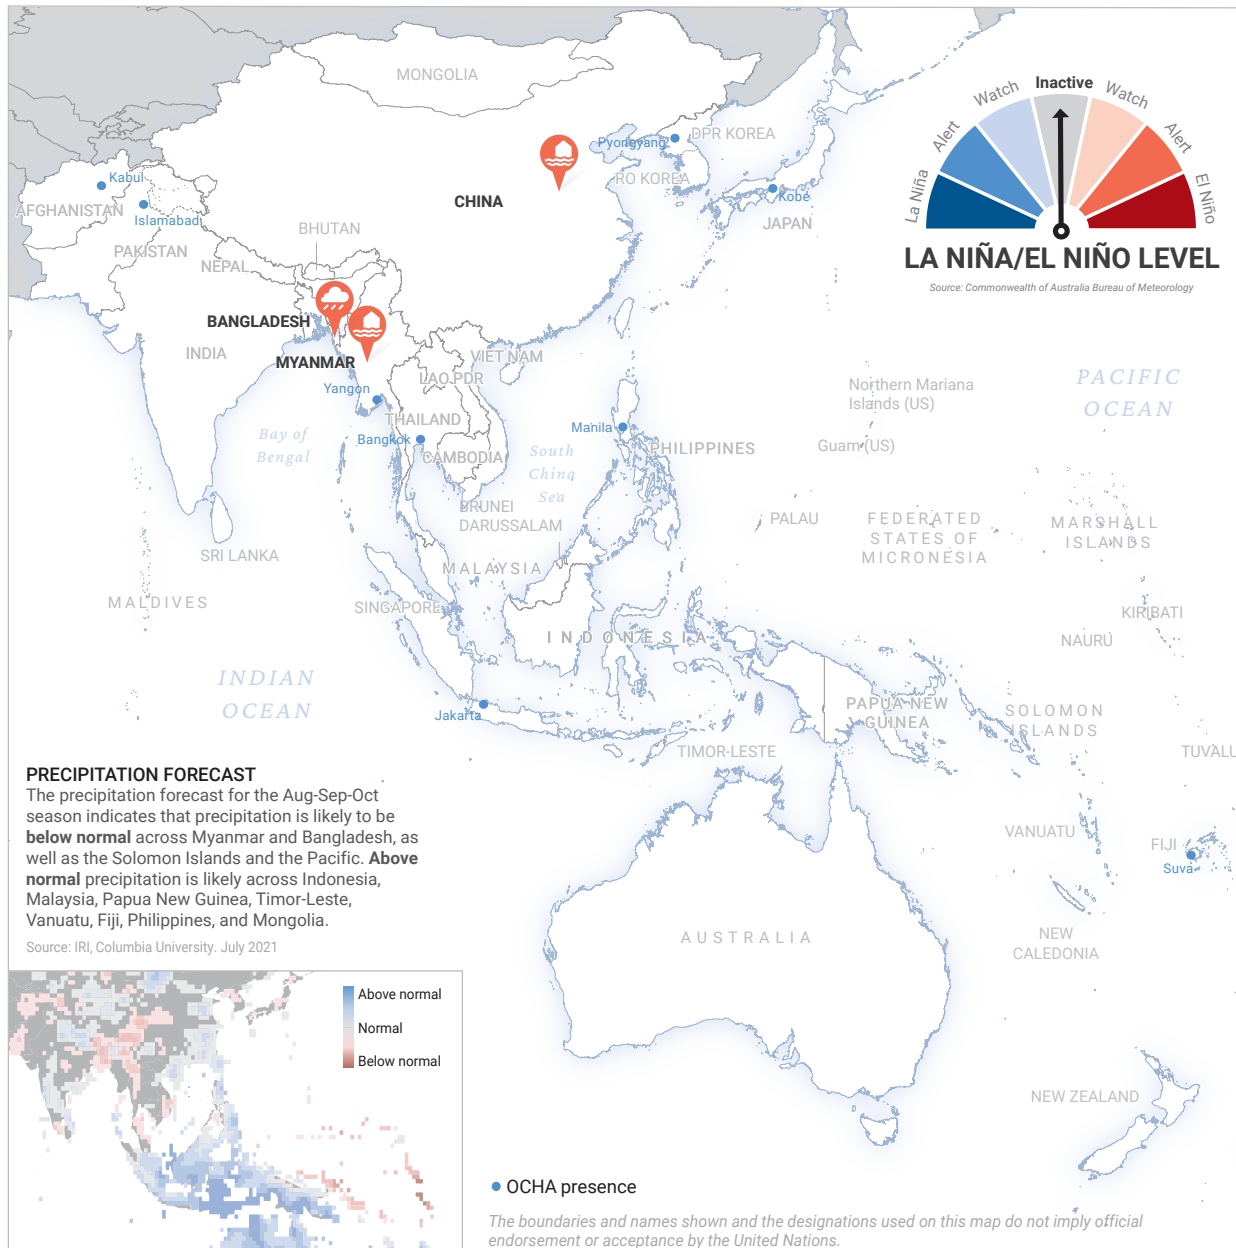 MONGOLIA
DPR KOREA
Pyongyang
RO KOREA
CHINA
Kobe
JAPAN
Kabul
AFGHANISTAN
Islamabad
PAKISTAN
BHUTAN
NEPAL
BANGLADESH
INDIA
MYANMAR
VIET NAM
LAO PDR
Yangon
THAILAND
Bangkok
CAMBODIA
Bay of
Bengal
South
China
Sea
Manila
PHILIPPINES
Northern Mariana
Islands (US)
Guam (US)
PACIFIC
OCEAN
BRUNEI
DARUSSALAM
PALAU
FEDERATED
STATES OF
MICRONESIA
MARSHALL
ISLANDS
SRI LANKA
MALAYSIA
MALDIVES
SINGAPORE
INDONESIA
KIRIBATI
NAURU
INDIAN
OCEAN
Jakarta
PAPUA NEW
GUINEA
SOLOMON
ISLANDS
TIMOR-LESTE
TUVALU
VANUATU
FIJI
Suva
NEW
CALEDONIA
AUSTRALIA
NEW ZEALAND
La Niña
Alert
Watch
Inactive
Watch
Alert
El Niño
LA NIÑA/EL NIÑO LEVEL
Source: Commonwealth of Australia Bureau of Meteorology
PRECIPITATION FORECAST
The precipitation forecast for the Aug-Sep-Oct
season indicates that precipitation is likely to be
below normal across Myanmar and Bangladesh, as
well as the Solomon Islands and the Pacific. Above
normal precipitation is likely across Indonesia,
Malaysia, Papua New Guinea, Timor-Leste,
Vanuatu, Fiji, Philippines, and Mongolia.
Source: IRI, Columbia University. July 2021
Above normal
Normal
Below normal
OCHA presence
The boundaries and names shown and the designations used on this map do not imply official
endorsement or acceptance by the United Nations.